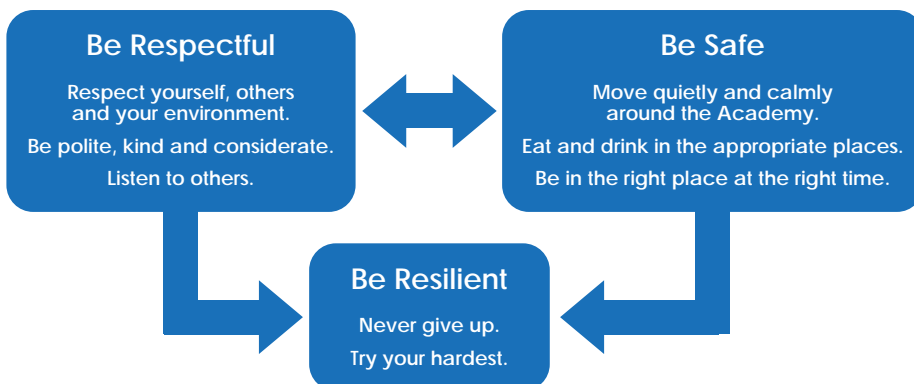 Be Respectful
Respect yourself, others
and your environment.
Be polite, kind and considerate.
Listen to others.
Be Safe
Move quietly and calmly
around the Academy.
Eat and drink in the appropriate places.
Be in the right place at the right time.
Be Resilient
Never give up.
Try your hardest.